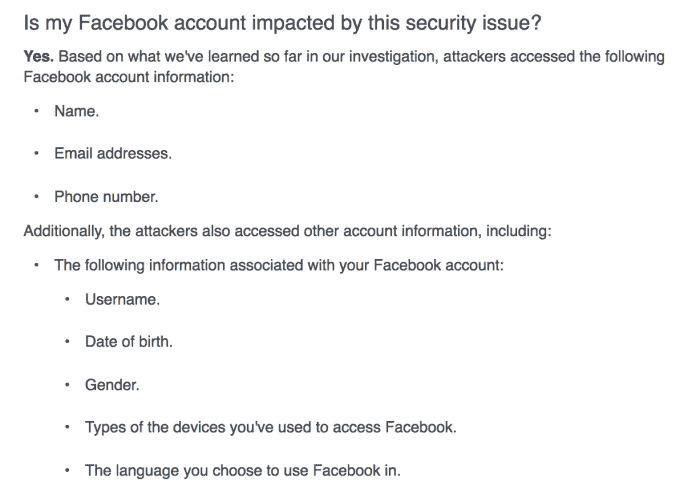 Is my Facebook account impacted by this security issue?
Yes. Based on what we've learned so far in our investigation, attackers accessed the following
Facebook account information:
• Name.
• Email addresses.
• Phone number.
Additionally, the attackers also accessed other account information, including:
• The following information associated with your Facebook account:
• Username.
• Date of birth.
• Gender.
• Types of the devices you've used to access Facebook.
• The language you choose to use Facebook in.